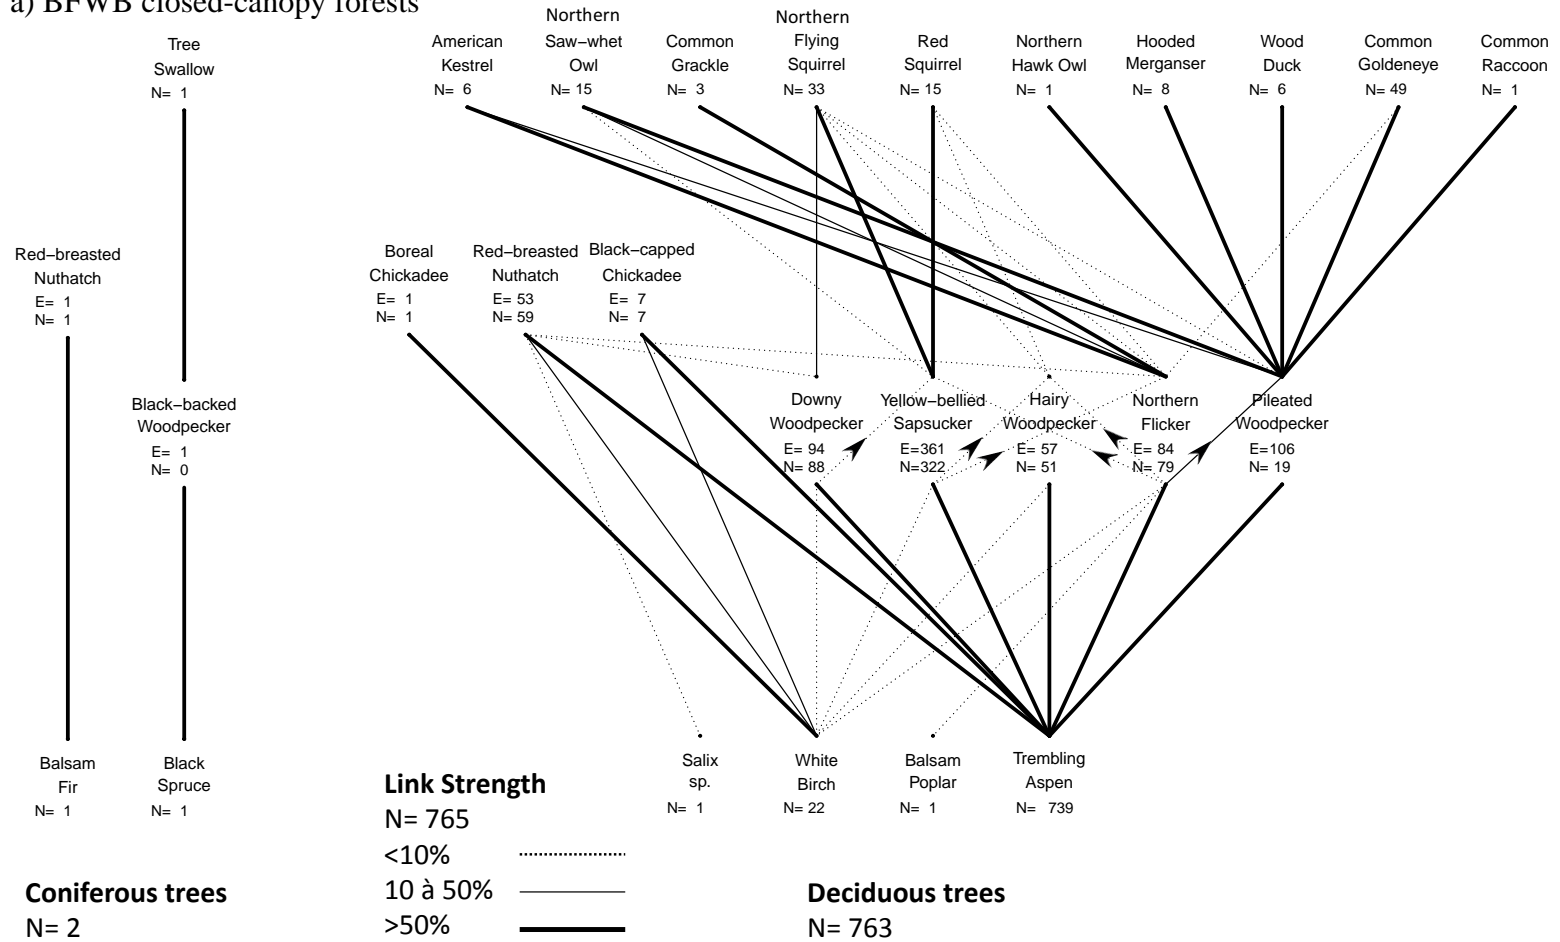 a) BFWB closed-canopy forests
Tree
Swallow
N= 1
American
Kestrel
N= 6
Northern
Saw−whet
Owl
N= 15
Common
Grackle
N= 3
Northern
Flying
Squirrel
N= 33
Red
Squirrel
N= 15
Northern
Hawk Owl
N= 1
Hooded
Merganser
N= 8
Wood
Duck
N= 6
Common
Goldeneye
N= 49
Common
Raccoon
N= 1
Red−breasted
Nuthatch
E= 1
N= 1
Boreal
Chickadee
E= 1
N= 1
Red−breasted
Nuthatch
E= 53
N= 59
Black−capped
Chickadee
E= 7
N= 7
Black−backed
Woodpecker
E= 1
N= 0
Downy
Woodpecker
E= 94
N= 88
Yellow−bellied
Sapsucker
E=361
N=322
Hairy
Woodpecker
E= 57
N= 51
Northern
Flicker
E= 84
N= 79
Pileated
Woodpecker
E=106
N= 19
Balsam
Fir
N= 1
Black
Spruce
N= 1
Salix
sp.
N= 1
White
Birch
N= 22
Balsam
Poplar
N= 1
Trembling
Aspen
N= 739
Link Strength
N= 765
<10%
10 à 50%
>50%
Coniferous trees
N= 2
Deciduous trees
N= 763